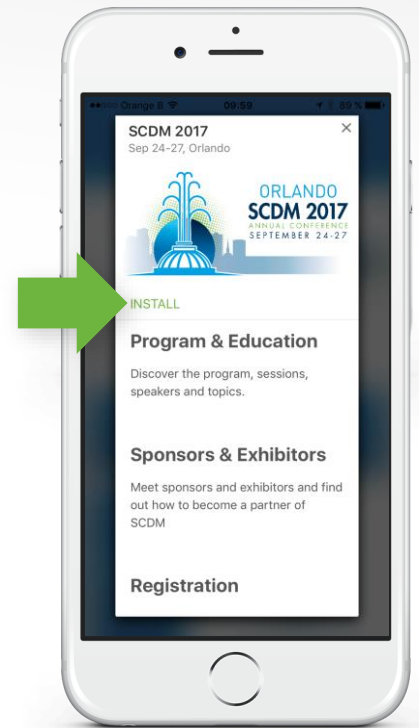 Orange B 09:59 89 %
SCDM 2017
Sep 24-27, Orlando
ORLANDO
SCDM 2017
ANNUAL CONFERENCE
SEPTEMBER 24-27
INSTALL
Program & Education
Discover the program, sessions,
speakers and topics.
Sponsors & Exhibitors
Meet sponsors and exhibitors and find
out how to become a partner of
SCDM
Registration